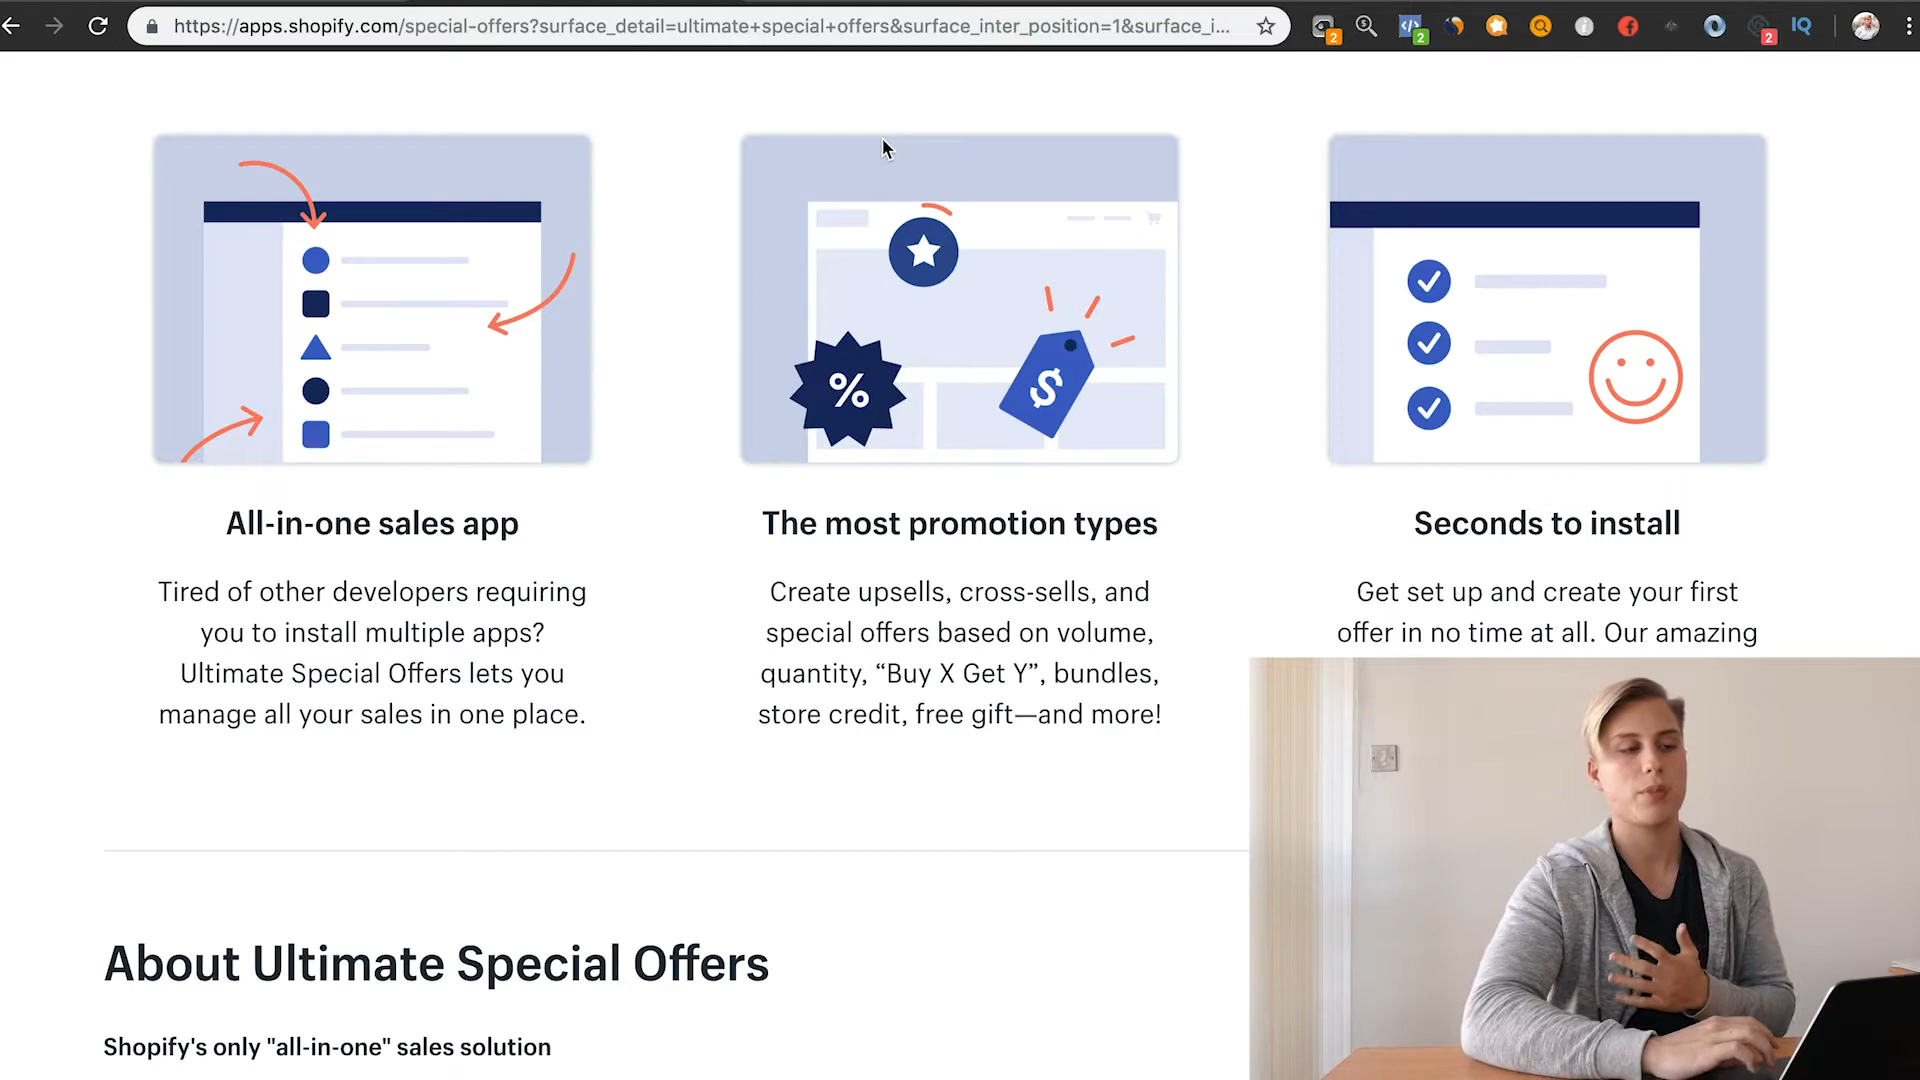 https://apps.shopify.com/special-offers?surface_detail=ultimate+special+offers&surface_inter_position=1&surface_i...
2
2
2
IQ
%
$
All-in-one sales app
Tired of other developers requiring
you to install multiple apps?
Ultimate Special Offers lets you
manage all your sales in one place.
The most promotion types
Create upsells, cross-sells, and
special offers based on volume,
quantity, “Buy X Get Y”, bundles,
store credit, free gift—and more!
Seconds to install
Get set up and create your first
offer in no time at all. Our amazing
About Ultimate Special Offers
Shopify's only "all-in-one" sales solution